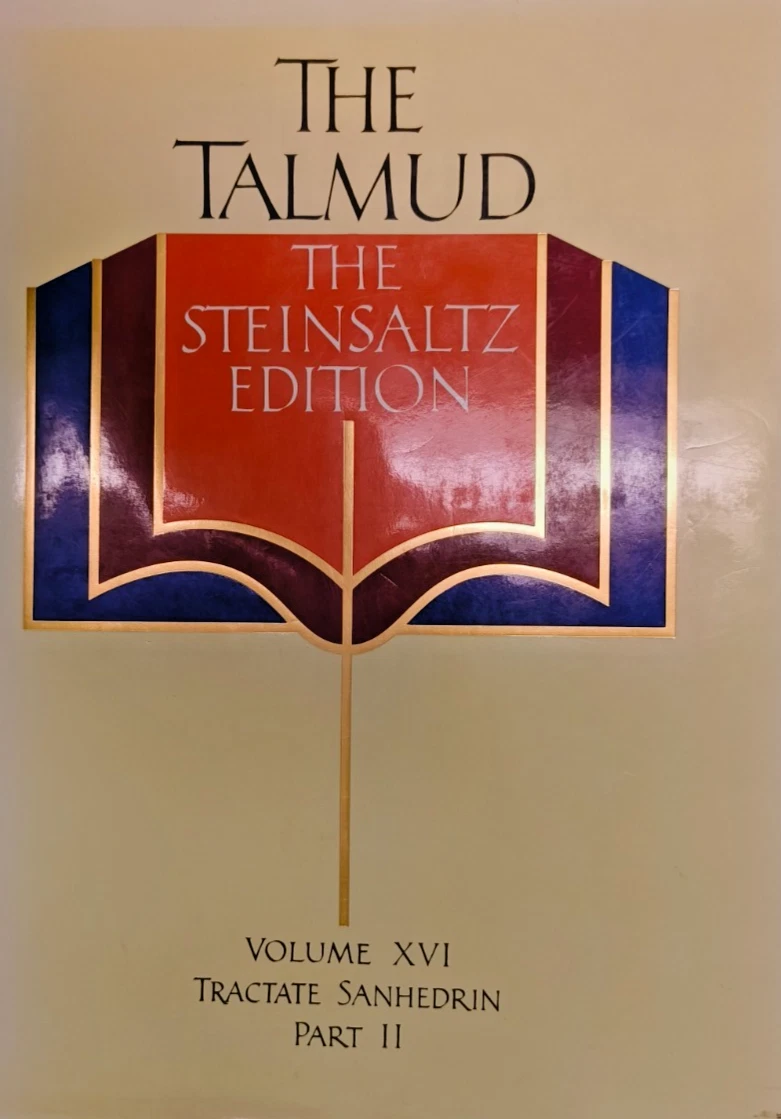 THE
TALMUD
THE
STEINSALTZ
EDITION
VOLUME XVI
TRACTATE SANHEDRIN
PART II